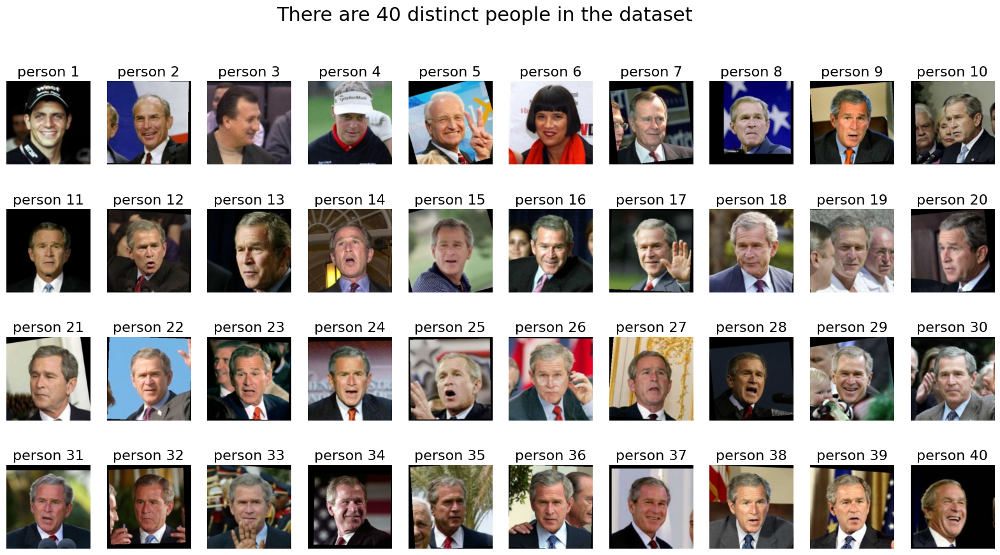 There are 40 distinct people in the dataset
person 1 person 2 person 3 person 4 person 5 person 6 person 7 person 8 person 9 person 10
West
TaylorMade
Barclays
person 11 person 12 person 13 person 14 person 15 person 16 person 17 person 18 person 19 person 20
person 21 person 22 person 23 person 24 person 25 person 26 person 27 person 28 person 29 person 30
person 31 person 32 person 33 person 34 person 35 person 36 person 37 person 38 person 39 person 40